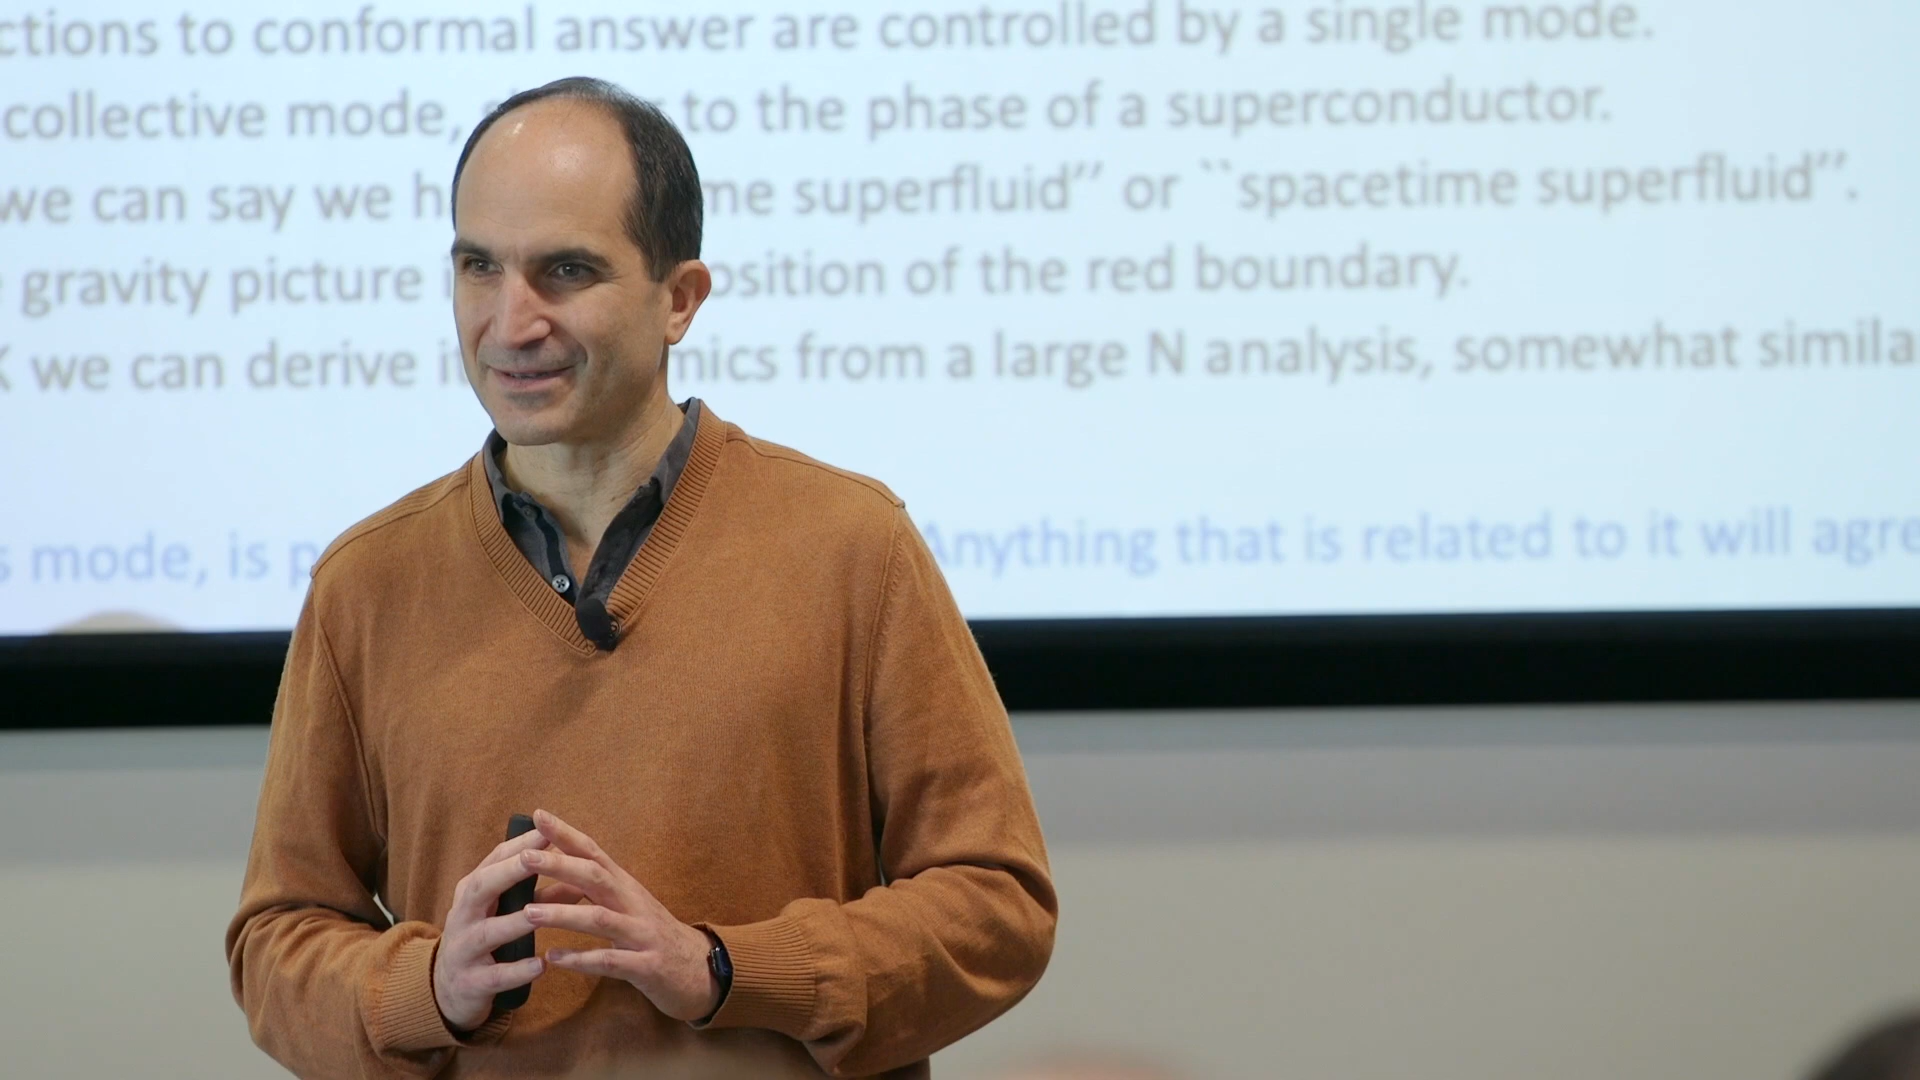 ctions to conformal answer are controlled by a single mode.
collective mode, to the phase of a superconductor.
we can say we h me superfluid’’ or ``spacetime superfluid’’.
gravity picture i osition of the red boundary.
K we can derive it mics from a large N analysis, somewhat simila
s mode, is p Anything that is related to it will agre